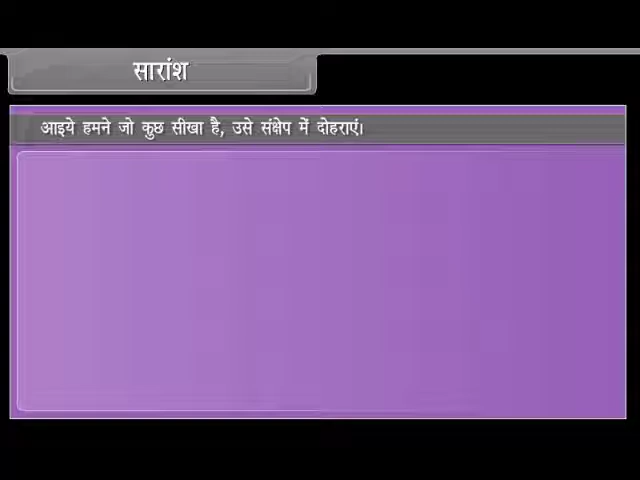 सारांश
आइये हमने जो कुछ सीखा है, उसे संक्षेप में दोहराएं।